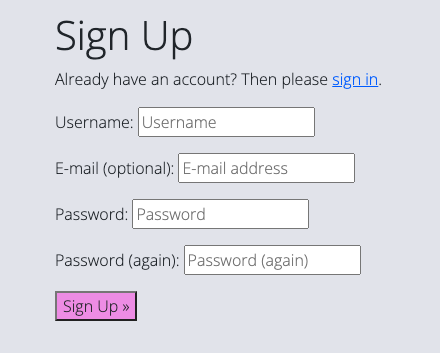 Sign Up
Already have an account? Then please sign in.
Username: Username
E-mail (optional): E-mail address
Password: Password
Password (again): Password (again)
Sign Up »